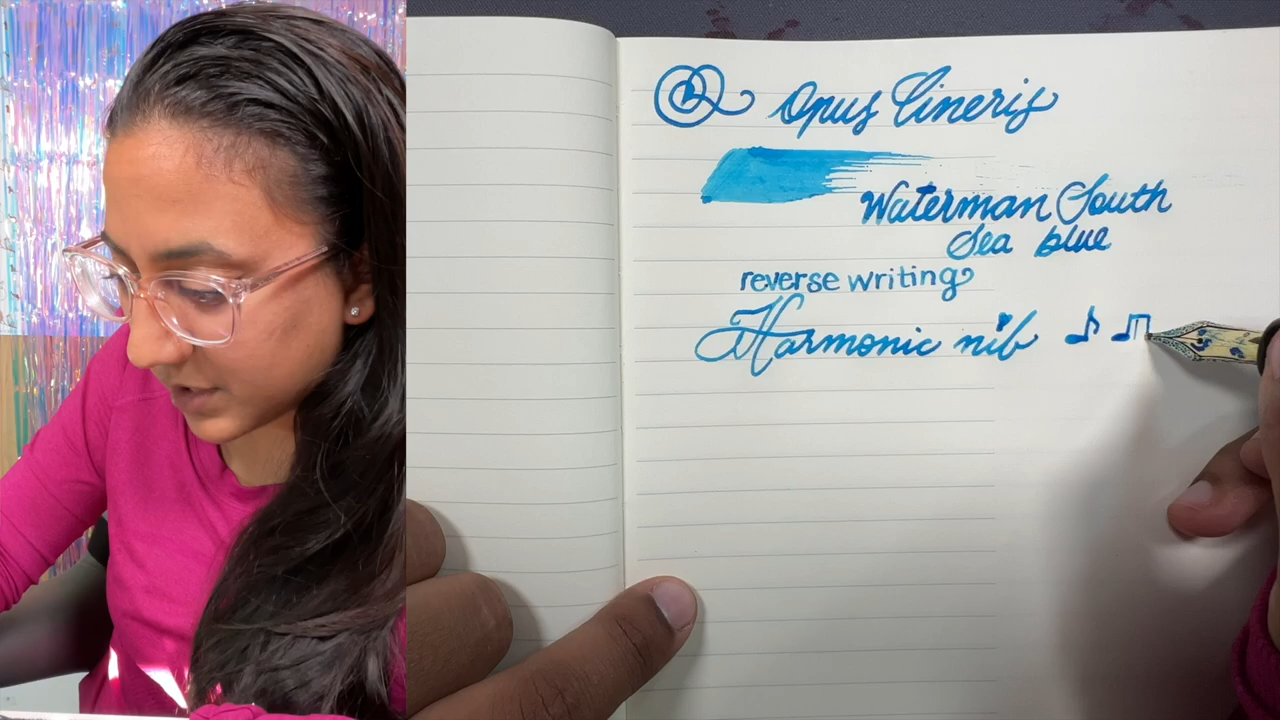 Opus Cineris
Waterman South
Sea blue
reverse writing
Harmonic nib